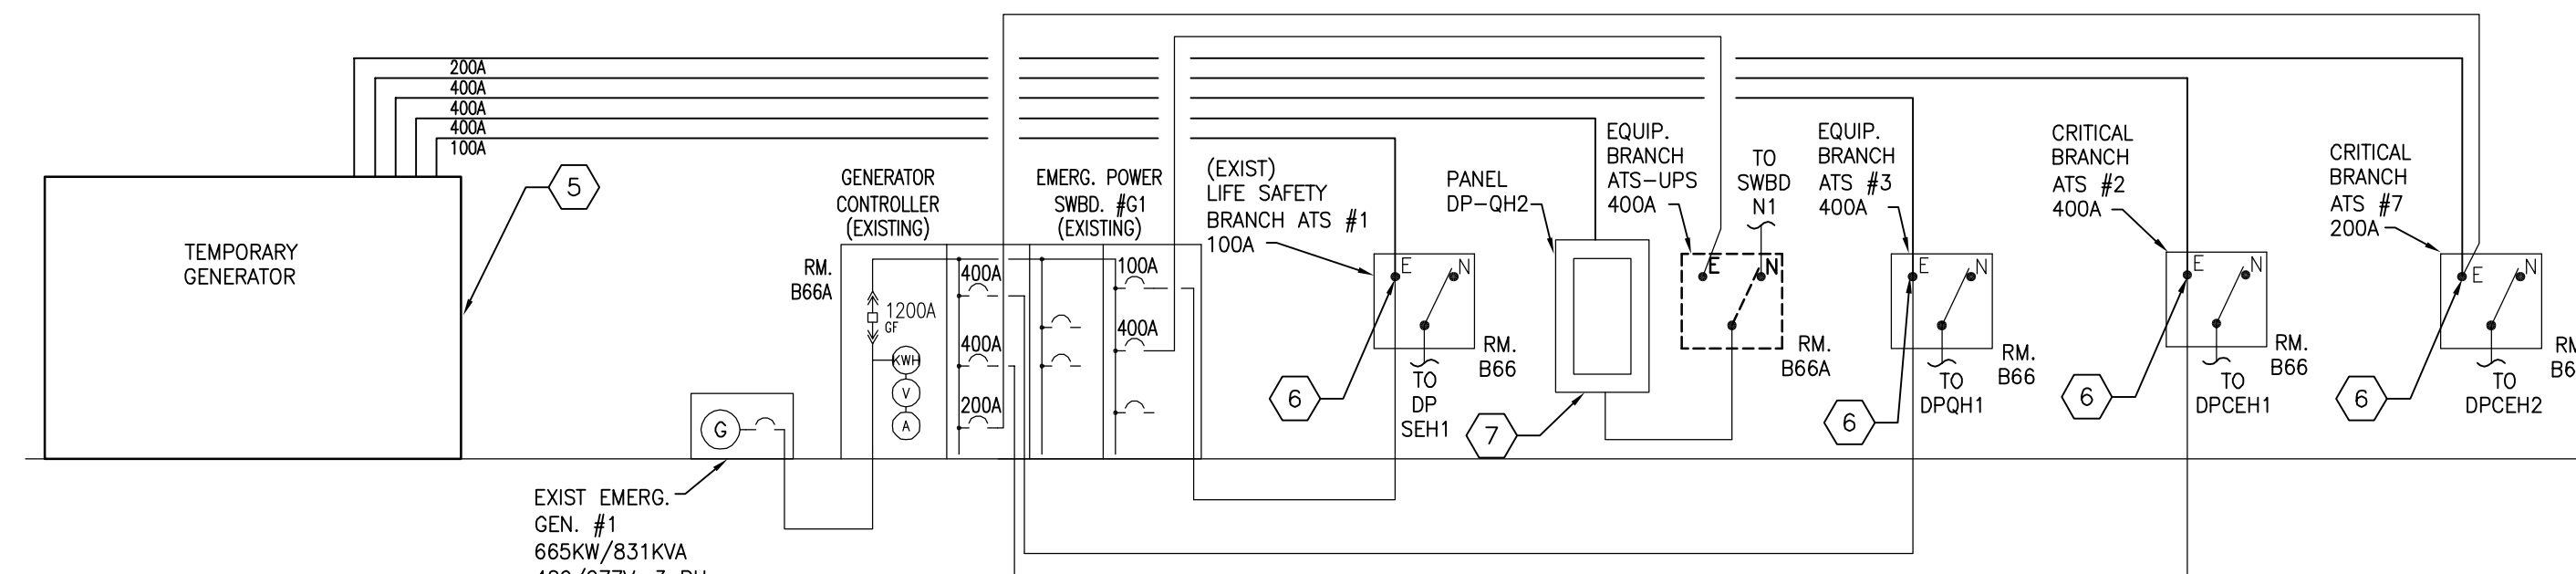 200A
400A
400A
400A
100A
TEMPORARY
GENERATOR
5
GENERATOR
CONTROLLER
(EXISTING)
EMERG. POWER
SWBD. #G1
(EXISTING)
RM.
B66A
1200A
GF
KWH
V
A
400A
400A
200A
100A
400A
G
EXIST EMERG.
GEN. #1
665KW/831KVA
(EXIST)
LIFE SAFETY
BRANCH ATS #1
100A
E
N
RM.
B66
6
TO
DP
SEH1
PANEL
DP-QH2
7
EQUIP.
BRANCH
ATS-UPS
400A
TO
SWBD
N1
E
N
RM.
B66A
EQUIP.
BRANCH
ATS #3
400A
E
N
RM.
B66
6
TO
DPQH1
CRITICAL
BRANCH
ATS #2
400A
E
N
RM.
B66
6
TO
DPCEH1
CRITICAL
BRANCH
ATS #7
200A
E
N
6
TO
DPCEH2